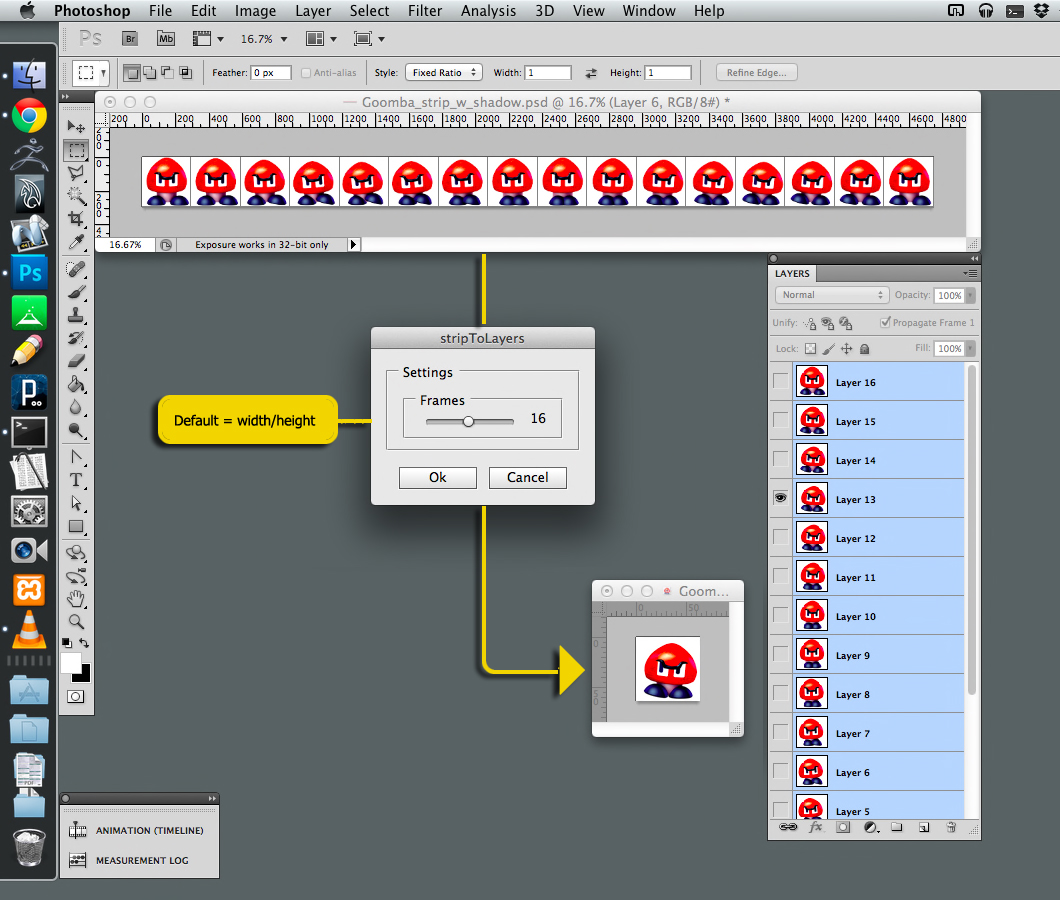 Photoshop File Edit Image Layer Select Filter Analysis 3D View Window Help
Ps Br Mb 16.7%
Feather: 0 px Anti-alias Style: Fixed Ratio Width: 1 Height: 1 Refine Edge...
Goomba_strip_w_shadow.psd @ 16.7% (Layer 6, RGB/8#) *
200 0 200 400 600 800 1000 1200 1400 1600 1800 2000 2200 2400 2600 2800 3000 3200 3400 3600 3800 4000 4200 4400 4600 4800
16.67% Exposure works in 32-bit only
Ps
LAYERS
Normal Opacity: 100%
Unify: Propagate Frame 1
Lock: Fill: 100%
stripToLayers
Settings
Frames
16
Ok Cancel
Default = width/height
Layer 16
Layer 15
Layer 14
Layer 13
Layer 12
Layer 11
Layer 10
Layer 9
Layer 8
Layer 7
Layer 6
Layer 5
Goom...
0 50
ANIMATION (TIMELINE)
MEASUREMENT LOG